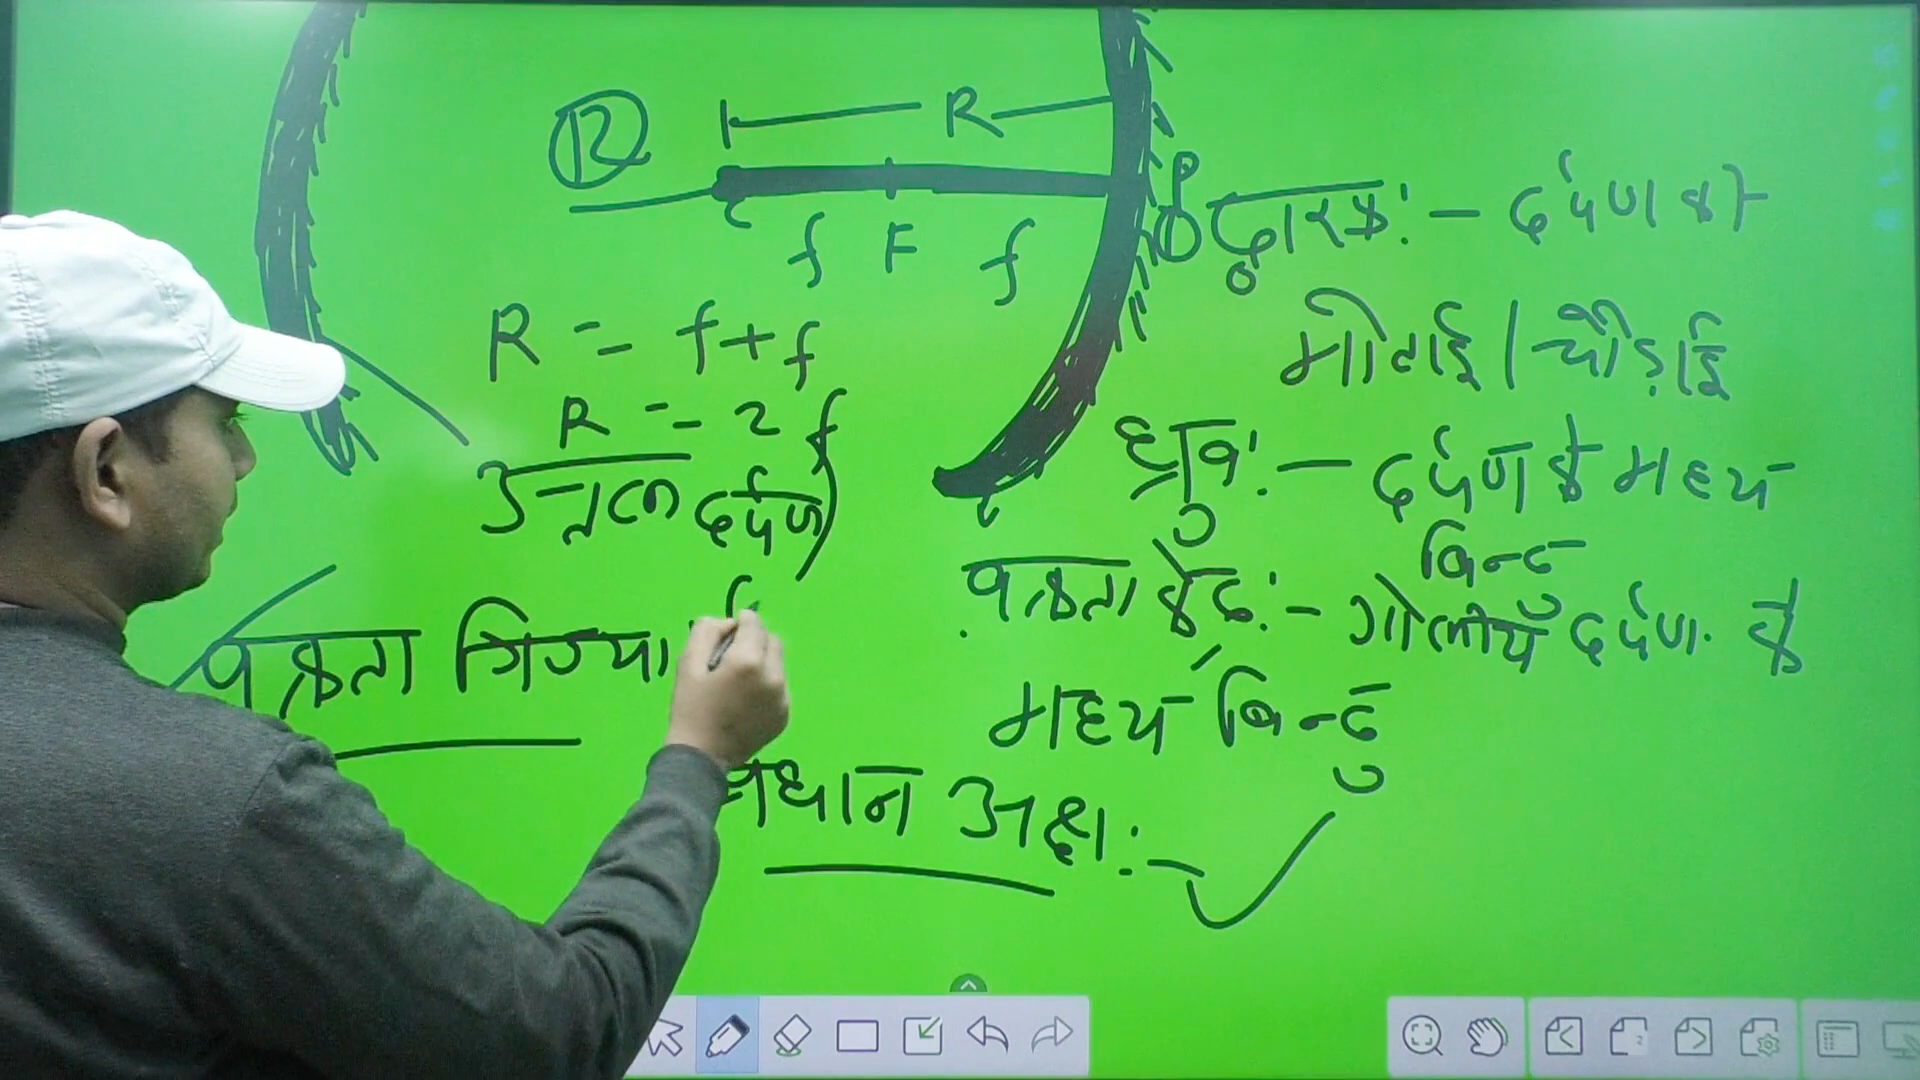 R
R
P
C
f F f
द्वारक :- दर्पण की
मोटाई / चौड़ाई
R = f + f
R = 2f
उत्तल दर्पण
ध्रुव :- दर्पण के मध्य
बिन्दु
वक्रता केंद्र :- गोलीय दर्पण के
मध्य बिन्दु
वक्रता त्रिज्या
प्रधान अक्ष :-